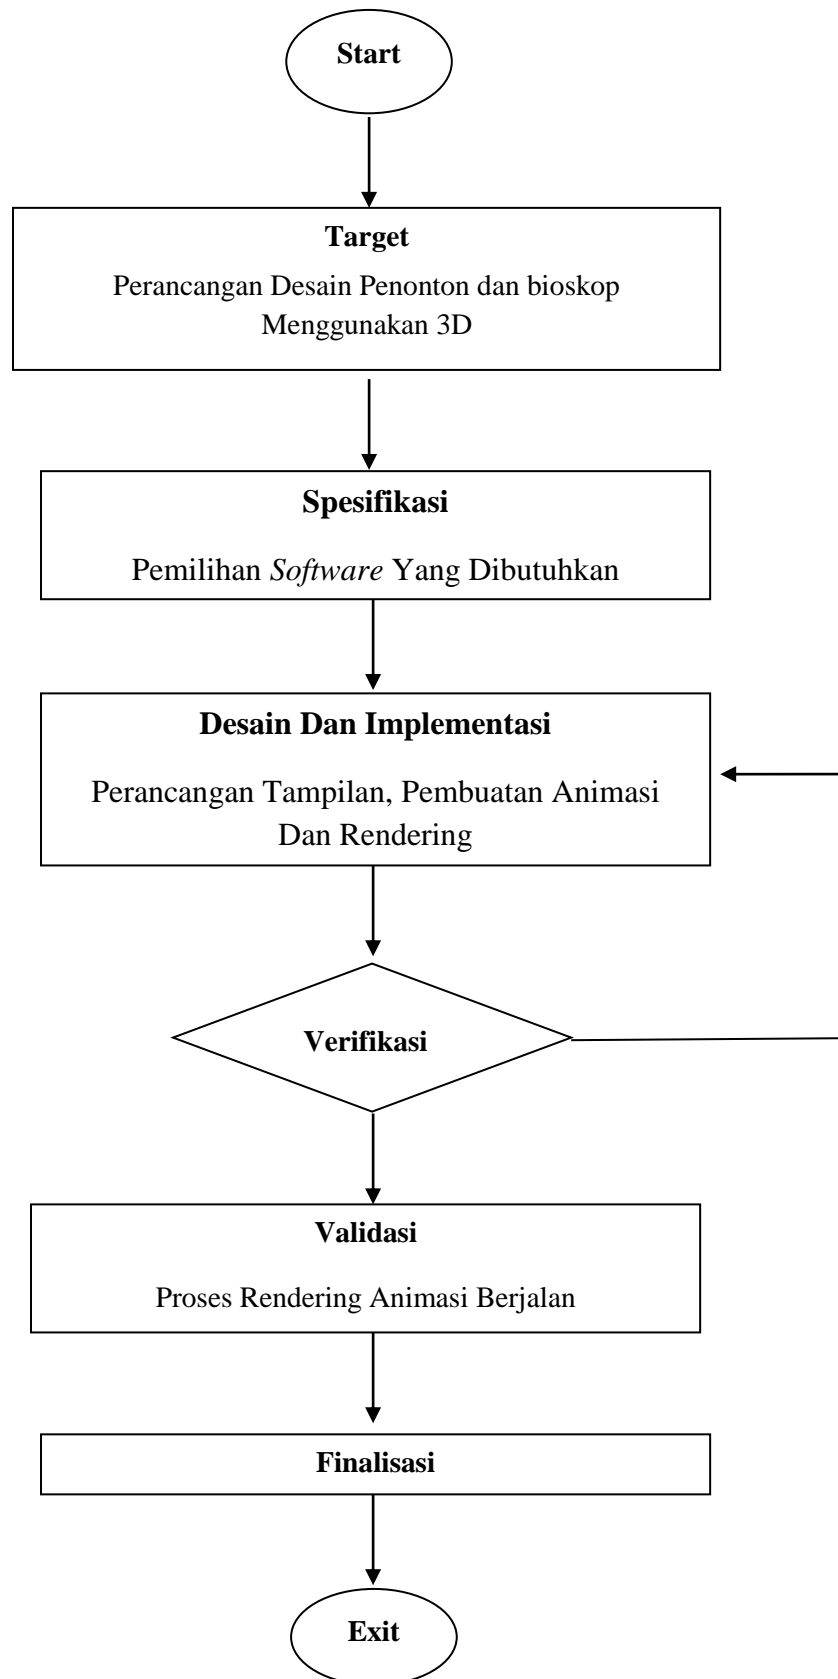 Start
Target
Perancangan Desain Penonton dan bioskop
Menggunakan 3D
Spesifikasi
Pemilihan Software Yang Dibutuhkan
Desain Dan Implementasi
Perancangan Tampilan, Pembuatan Animasi
Dan Rendering
Verifikasi
Validasi
Proses Rendering Animasi Berjalan
Finalisasi
Exit